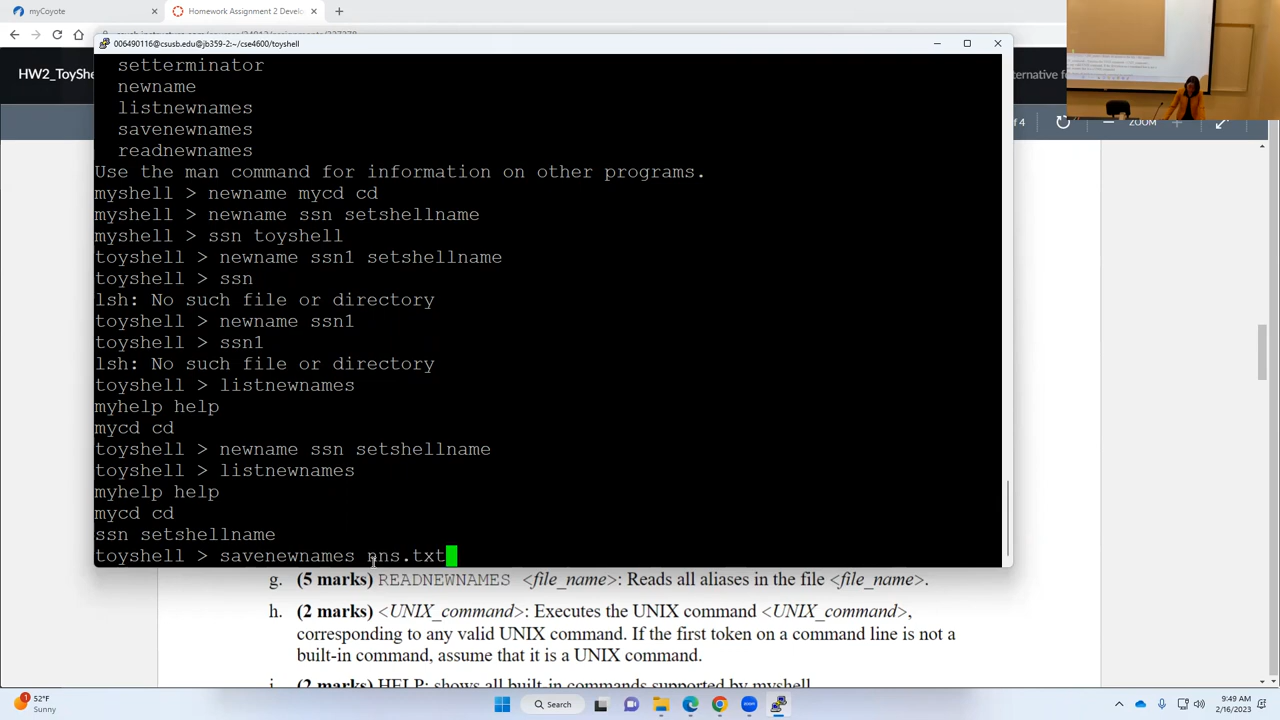 myCoyote
Homework Assignment 2 Develo
006490116@csusb.edu@jb359-2:~/cse4600/toyshell
HW2_ToyShe
ernative fo
of 4
ZOOM
setterminator
newname
listnewnames
savenewnames
readnewnames
Use the man command for information on other programs.
myshell > newname mycd cd
myshell > newname ssn setshellname
myshell > ssn toyshell
toyshell > newname ssn1 setshellname
toyshell > ssn
lsh: No such file or directory
toyshell > newname ssn1
toyshell > ssn1
lsh: No such file or directory
toyshell > listnewnames
myhelp help
mycd cd
toyshell > newname ssn setshellname
toyshell > listnewnames
myhelp help
mycd cd
ssn setshellname
toyshell > savenewnames nns.txt
g. (5 marks) READNEWNAMES <file_name>: Reads all aliases in the file <file_name>.
h. (2 marks) <UNIX_command>: Executes the UNIX command <UNIX_command>,
corresponding to any valid UNIX command. If the first token on a command line is not a
built-in command, assume that it is a UNIX command.
i. (2 marks) HELP: shows all built-in commands supported by myshell
52°F
Sunny
Search
9:49 AM
2/16/2023